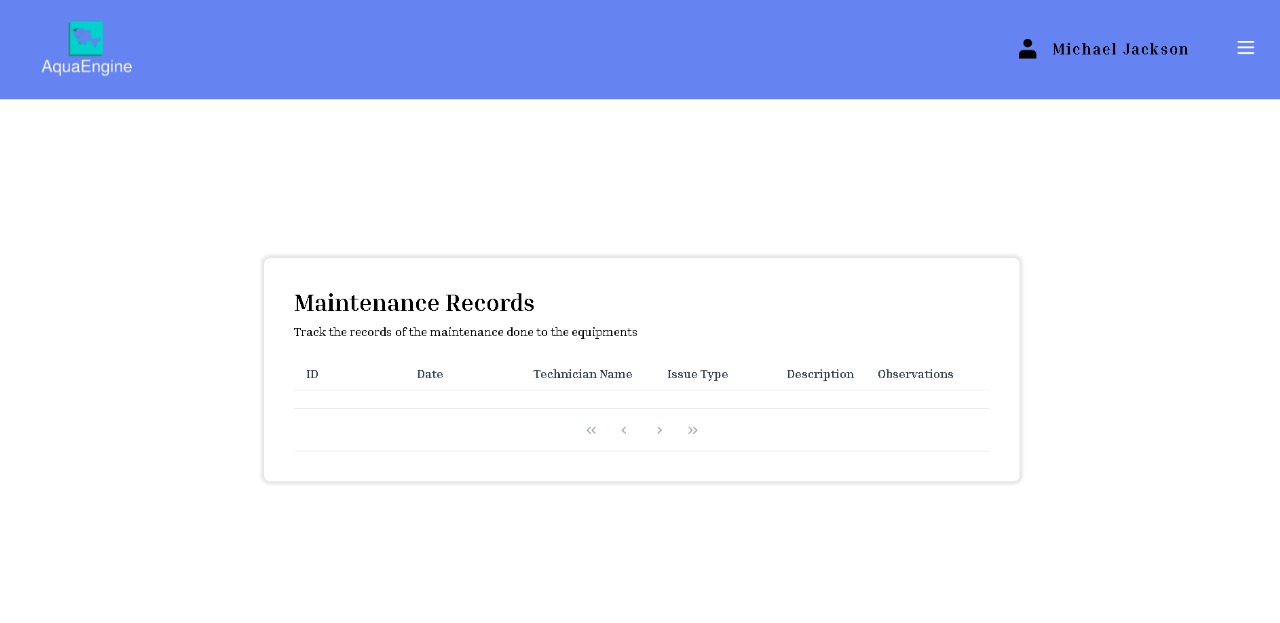 AquaEngine
Michael Jackson
Maintenance Records
Track the records of the maintenance done to the equipments
ID Date Technician Name Issue Type Description Observations